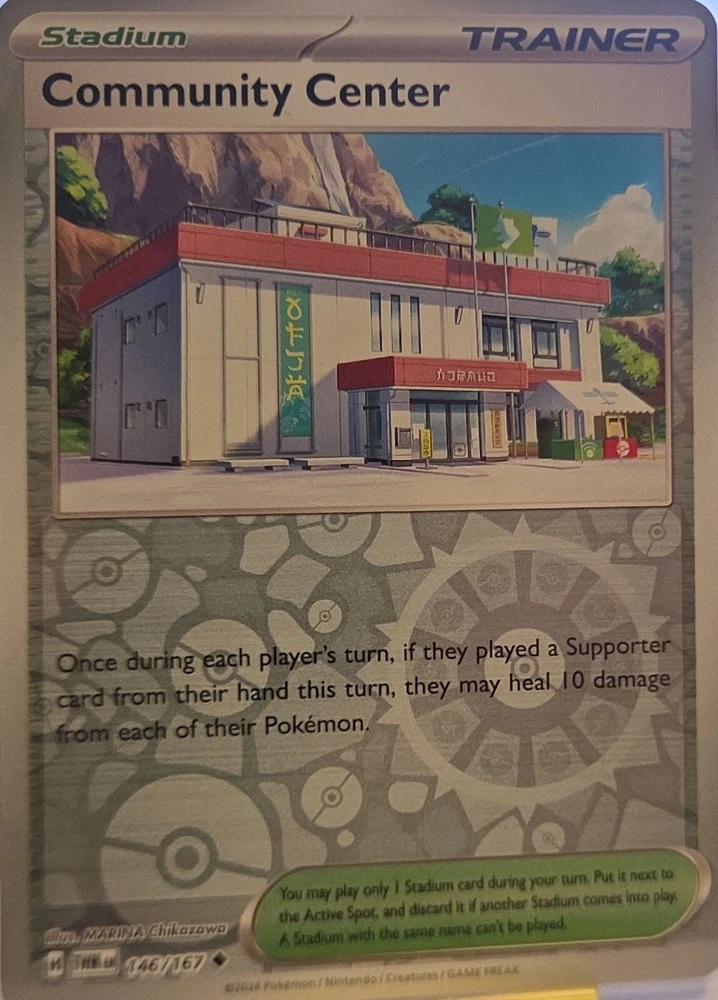 Stadium
TRAINER
Community Center
Once during each player's turn, if they played a Supporter
card from their hand this turn, they may heal 10 damage
from each of their Pokémon.
You may play only 1 Stadium card during your turn. Put it next to
the Active Spot, and discard it if another Stadium comes into play.
A Stadium with the same name can't be played.
illus. MARINA Chikazawa
TWM EN 146/167
©2024 Pokémon / Nintendo / Creatures / GAME FREAK